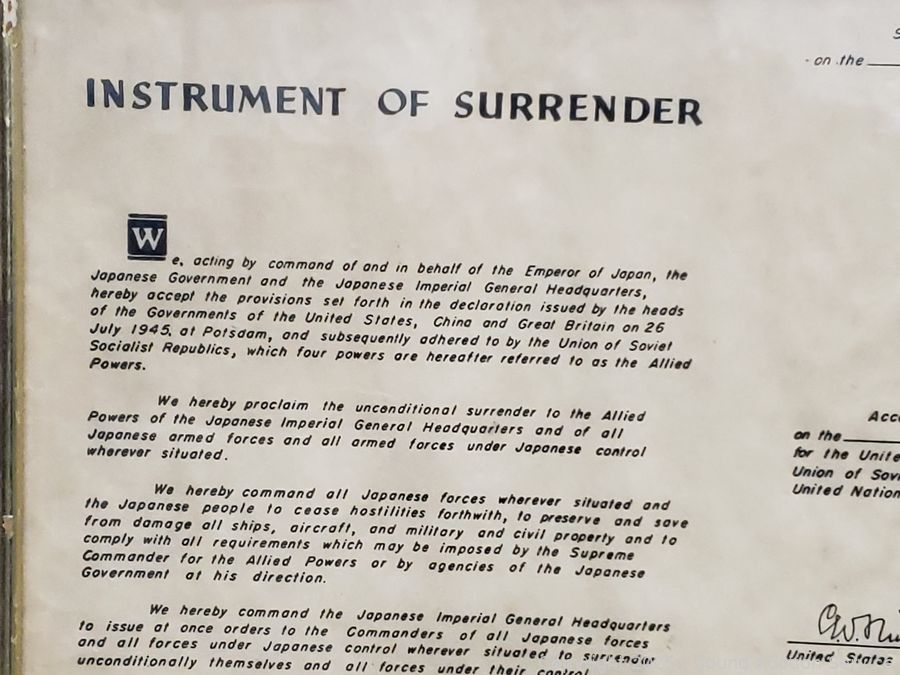 INSTRUMENT OF SURRENDER
We, acting by command of and in behalf of the Emperor of Japan, the
Japanese Government and the Japanese Imperial General Headquarters,
hereby accept the provisions set forth in the declaration issued by the heads
of the Governments of the United States, China and Great Britain on 26
July 1945, at Potsdam, and subsequently adhered to by the Union of Soviet
Socialist Republics, which four powers are hereafter referred to as the Allied
Powers.
We hereby proclaim the unconditional surrender to the Allied
Powers of the Japanese Imperial General Headquarters and of all
Japanese armed forces and all armed forces under Japanese control
wherever situated.
We hereby command all Japanese forces wherever situated and
the Japanese people to cease hostilities forthwith, to preserve and save
from damage all ships, aircraft, and military and civil property and to
comply with all requirements which may be imposed by the Supreme
Commander for the Allied Powers or by agencies of the Japanese
Government at his direction.
We hereby command the Japanese Imperial General Headquarters
to issue at once orders to the Commanders of all Japanese forces
and all forces under Japanese control wherever situated to surrender
unconditionally themselves and all forces under their control
on the
Acc
on the
for the Unite
Union of Sovi
United Nation
United States